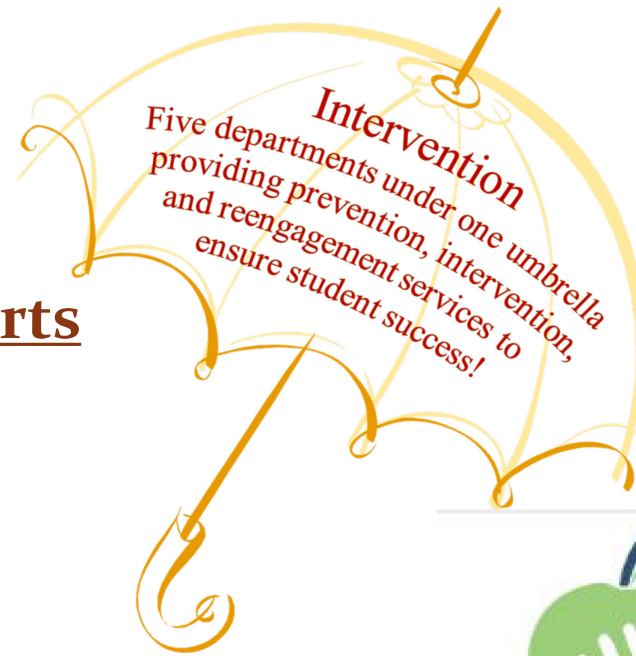 Intervention
Five departments under one umbrella
providing prevention, intervention,
and reengagement services to
ensure student success!
rts